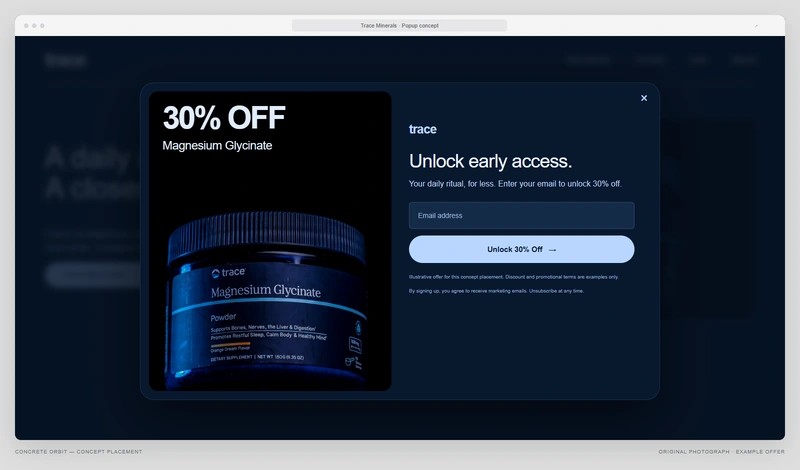 Trace Minerals · Popup concept
trace
A daily
A close
30% OFF
Magnesium Glycinate
trace
Magnesium Glycinate
Powder
Supports Bones, Nerves, the Liver & Digestion
Promotes Restful Sleep, Calm Body & Healthy Mind
Orange Dream Flavor
DIETARY SUPPLEMENT | NET WT 180G (6.35 OZ)
×
trace
Unlock early access.
Your daily ritual, for less. Enter your email to unlock 30% off.
Email address
Unlock 30% Off →
Illustrative offer for this concept placement. Discount and promotional terms are examples only.
By signing up, you agree to receive marketing emails. Unsubscribe at any time.
CONCRETE ORBIT — CONCEPT PLACEMENT
ORIGINAL PHOTOGRAPH · EXAMPLE OFFER